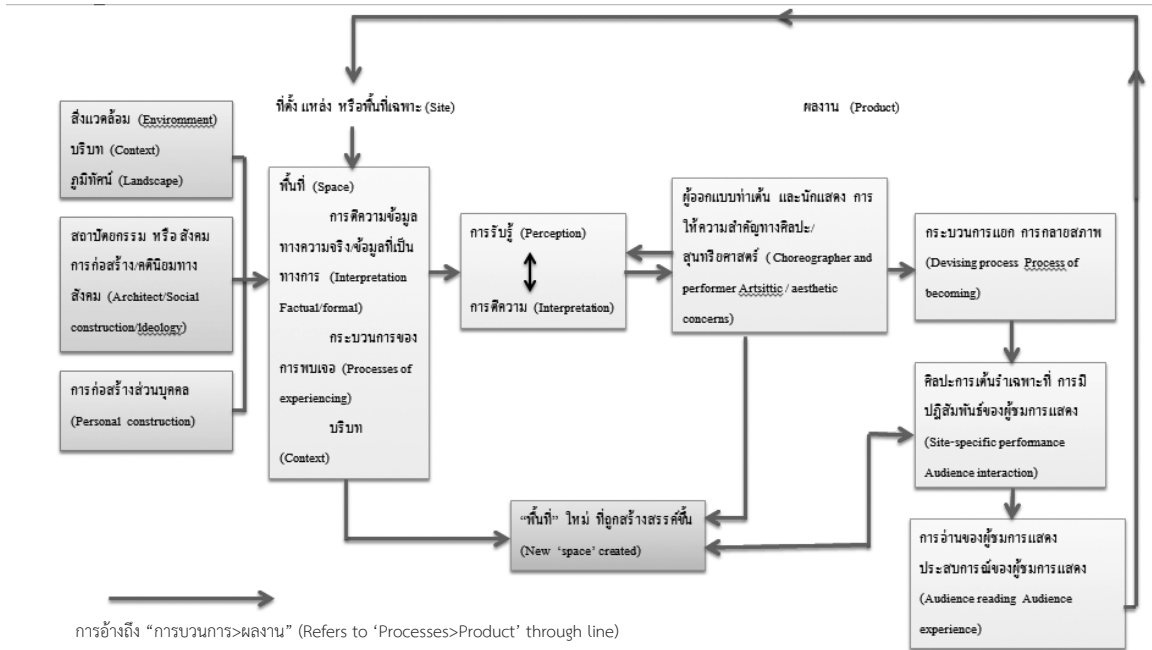 ที่ตั้ง แหล่ง หรือพื้นที่เฉพาะ (Site)
ผลงาน (Product)
สิ่งแวดล้อม (Enviromment)
บริบท (Context)
ภูมิทัศน์ (Landscape)
สถาปัตยกรรม หรือ สังคม
การก่อสร้าง/คตินิยมทาง
สังคม (Architect/Social
construction/Ideology)
การก่อสร้างส่วนบุคคล
(Personal construction)
พื้นที่ (Space)
การตีความข้อมูล
ทางความจริง/ข้อมูลที่เป็น
ทางการ (Interpretation
Factual/formal)
กระบวนการของ
การพบเจอ (Processes of
experiencing)
บริบท
(Context)
การรับรู้ (Perception)
การตีความ (Interpretation)
ผู้ออกแบบท่าเต้น และนักแสดง การ
ให้ความสำคัญทางศิลปะ/
สุนทรียศาสตร์ ( Choreographer and
performer Artsittic / aesthetic
concerns)
กระบวนการแยก การกลายสภาพ
(Devising process Process of
becoming)
ศิลปะการเต้นรำเฉพาะที่ การมี
ปฎิสัมพันธ์ของผู้ชมการแสดง
(Site-specific performance
Audience interaction)
“พื้นที่” ใหม่ ที่ถูกสร้างสรรค์ขึ้น
(New ‘space’ created)
การอ่านของผู้ชมการแสดง
ประสบการณ์ของผู้ชมการแสดง
(Audience reading Audience
experience)
การอ้างถึง “การบวนการ>ผลงาน” (Refers to ‘Processes>Product’ through line)